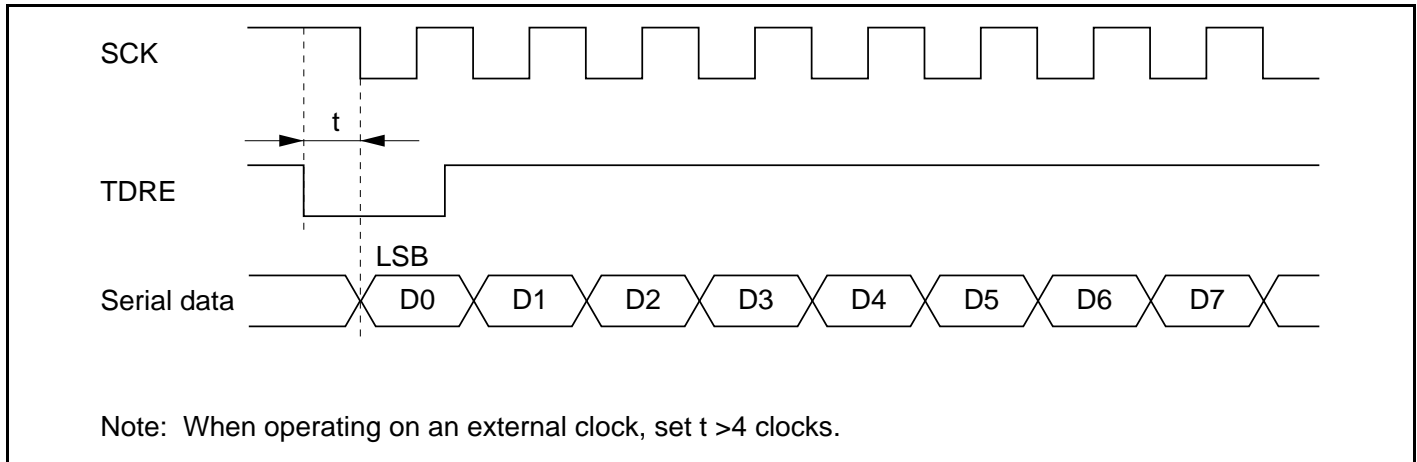 SCK
t
TDRE
LSB
Serial data D0 D1 D2 D3 D4 D5 D6 D7
Note: When operating on an external clock, set t >4 clocks.